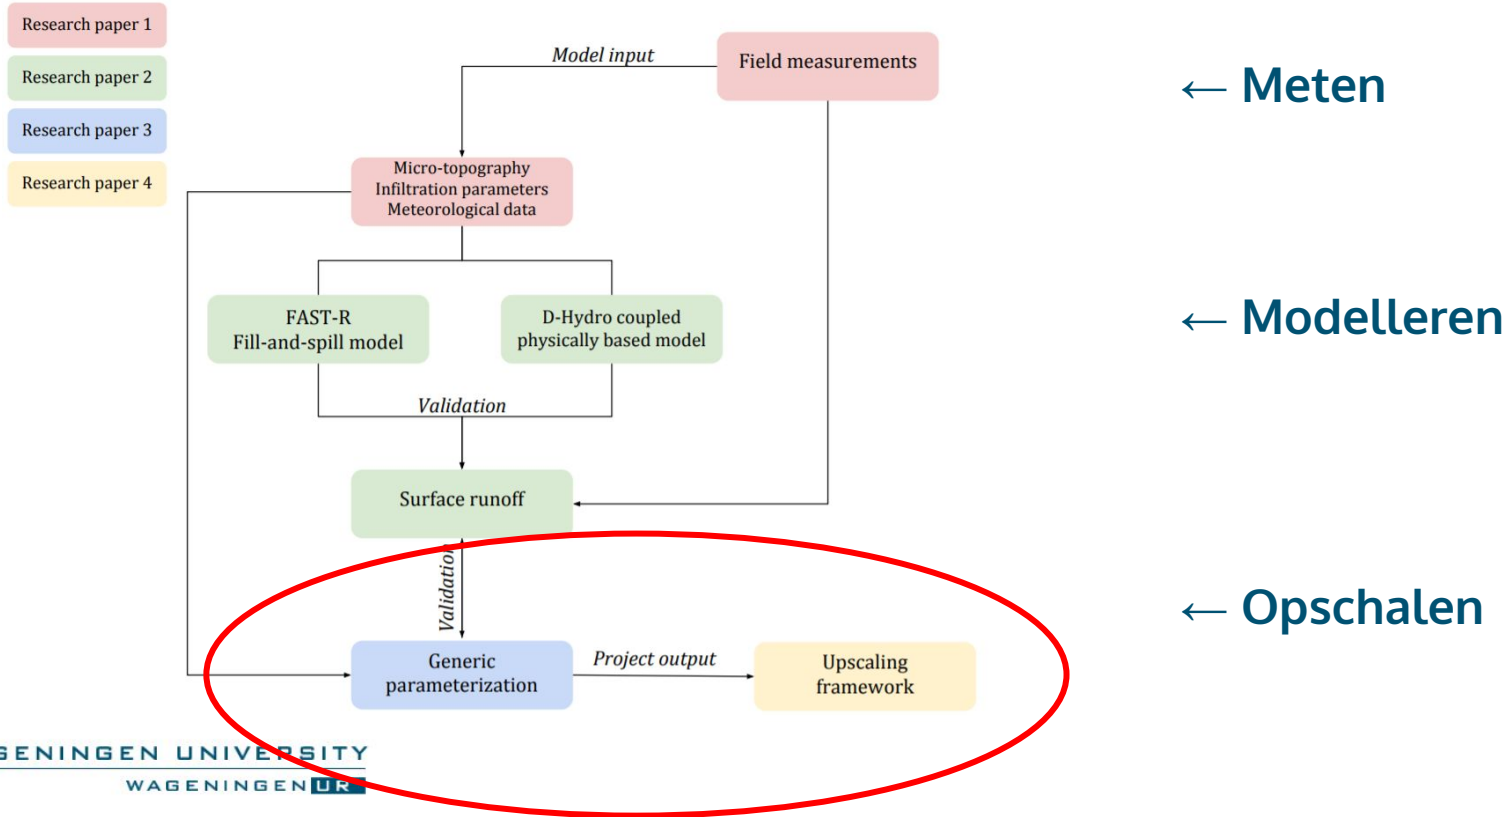 Research paper 1
Research paper 2
Research paper 3
Research paper 4
Model input
Field measurements
← Meten
Micro-topography
Infiltration parameters
Meteorological data
FAST-R
Fill-and-spill model
D-Hydro coupled
physically based model
← Modelleren
Validation
Surface runoff
Validation
← Opschalen
Generic
parameterization
Project output
Upscaling
framework
GENINGEN UNIVERSITY
WAGENINGEN UR